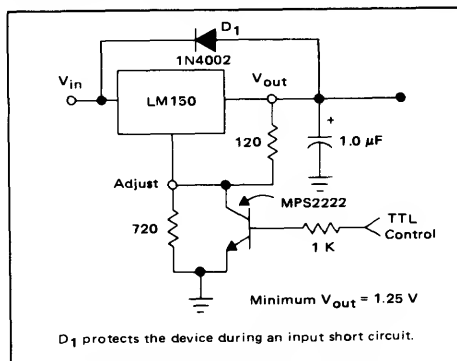 D1
1N4002
Vin
Vout
LM150
+
120
1.0 µF
Adjust
MPS2222
720
1 K
TTL
Control
Minimum Vout = 1.25 V
D1 protects the device during an input short circuit.